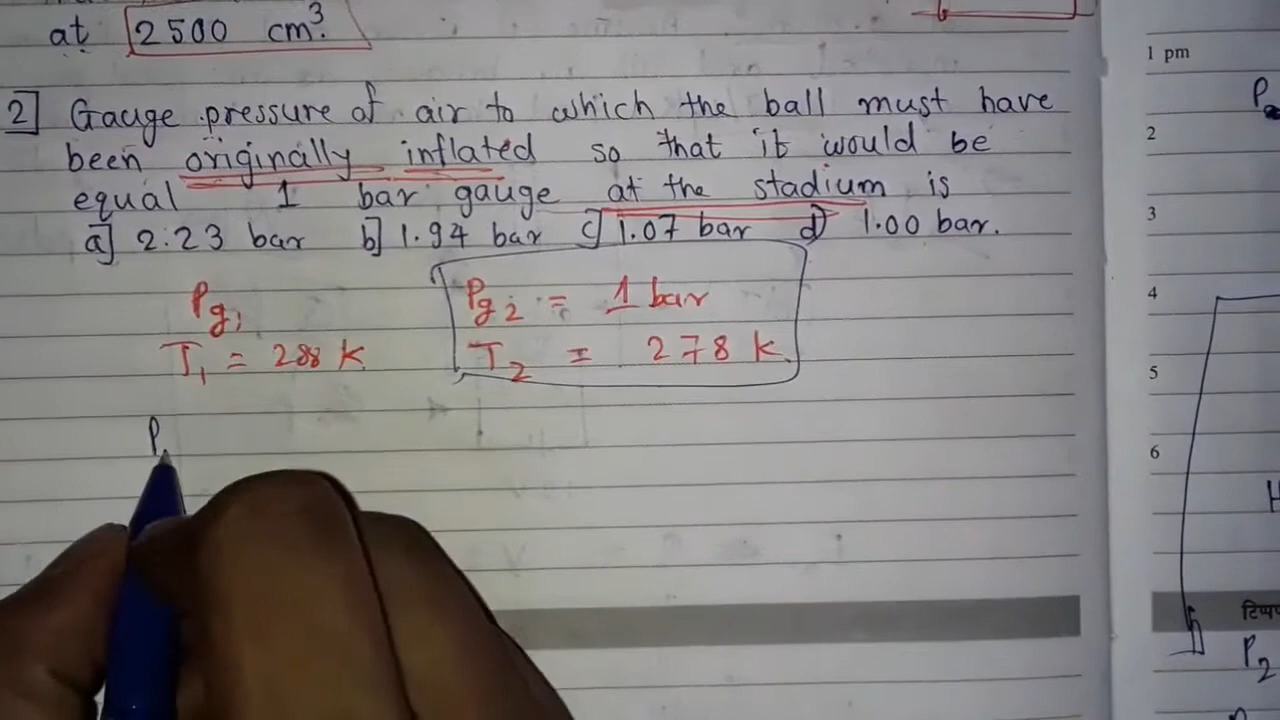 at 2500 cm³.
2] Gauge pressure of air to which the ball must have
been originally inflated so that it would be
equal 1 bar gauge at the stadium is
a] 2.23 bar b] 1.94 bar c] 1.07 bar d] 1.00 bar.
Pg₁ Pg₂ = 1 bar
T₁ = 288 K T₂ = 278 K.
P
1 pm
2
3
4
5
6
P
H
P₂